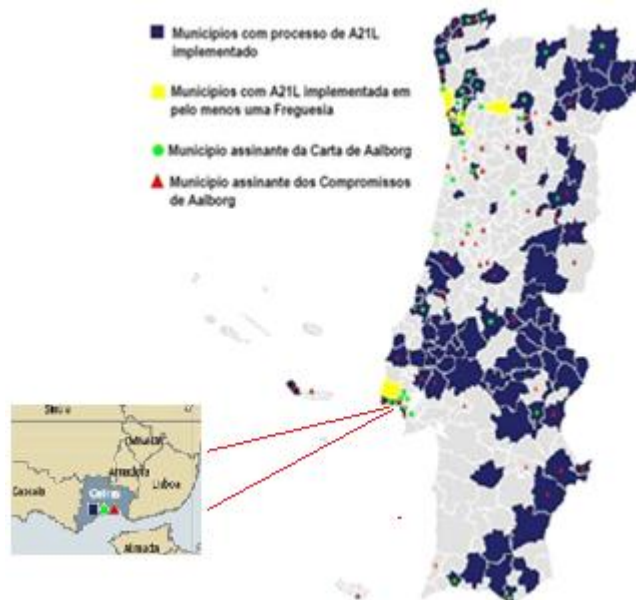 Municípios com processo de A21L
implementado
Municípios com A21L implementada em
pelo menos uma Freguesia
Município assinante da Carta de Aalborg
Município assinante dos Compromissos
de Aalborg
Sintra
Amadora
Lisboa
Cascais
Oeiras
Almada